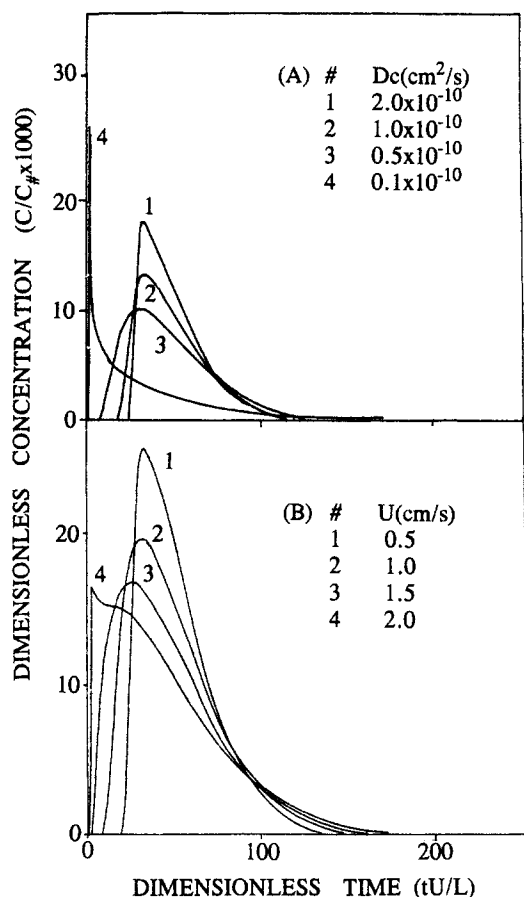 DIMENSIONLESS CONCENTRATION (C/C#x1000)
30
20
10
0
(A) # Dc(cm²/s)
1 2.0x10⁻¹⁰
2 1.0x10⁻¹⁰
3 0.5x10⁻¹⁰
4 0.1x10⁻¹⁰
4
1
2
3
20
10
0
(B) # U(cm/s)
1 0.5
2 1.0
3 1.5
4 2.0
1
2
3
4
0 100 200
DIMENSIONLESS TIME (tU/L)